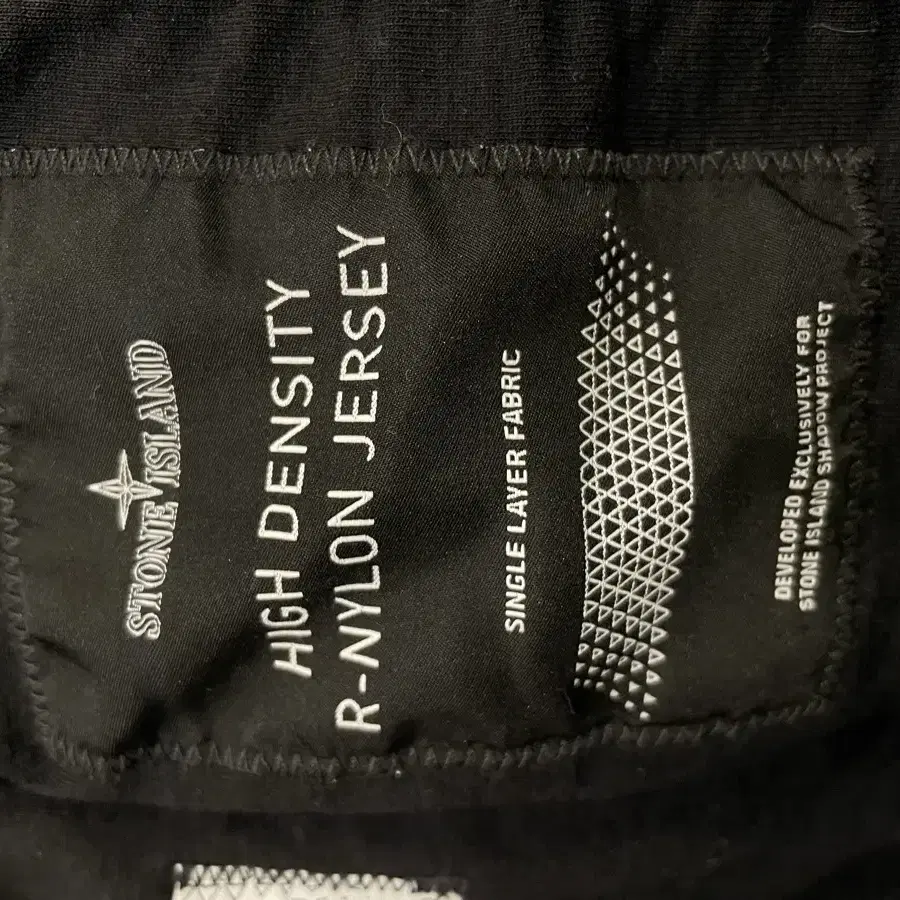 STONE ISLAND
HIGH DENSITY
R-NYLON JERSEY
SINGLE LAYER FABRIC
DEVELOPED EXCLUSIVELY FOR
STONE ISLAND SHADOW PROJECT